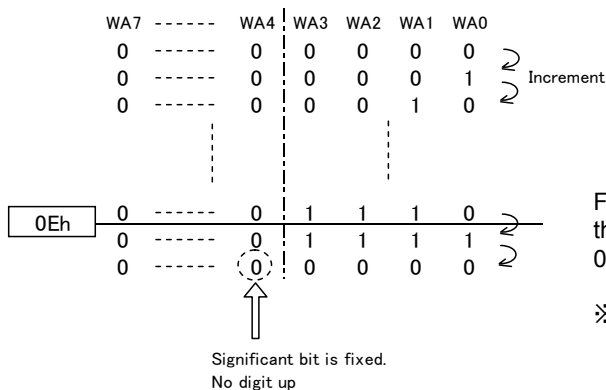 WA7 ------ WA4 WA3 WA2 WA1 WA0
0 ------ 0 0 0 0 0
0 ------ 0 0 0 0 1 Increment
0 ------ 0 0 0 1 0
0Eh 0 ------ 0 1 1 1 0
0 ------ 0 1 1 1 1
0 ------ 0 0 0 0 0
Significant bit is fixed.
No digit up
※